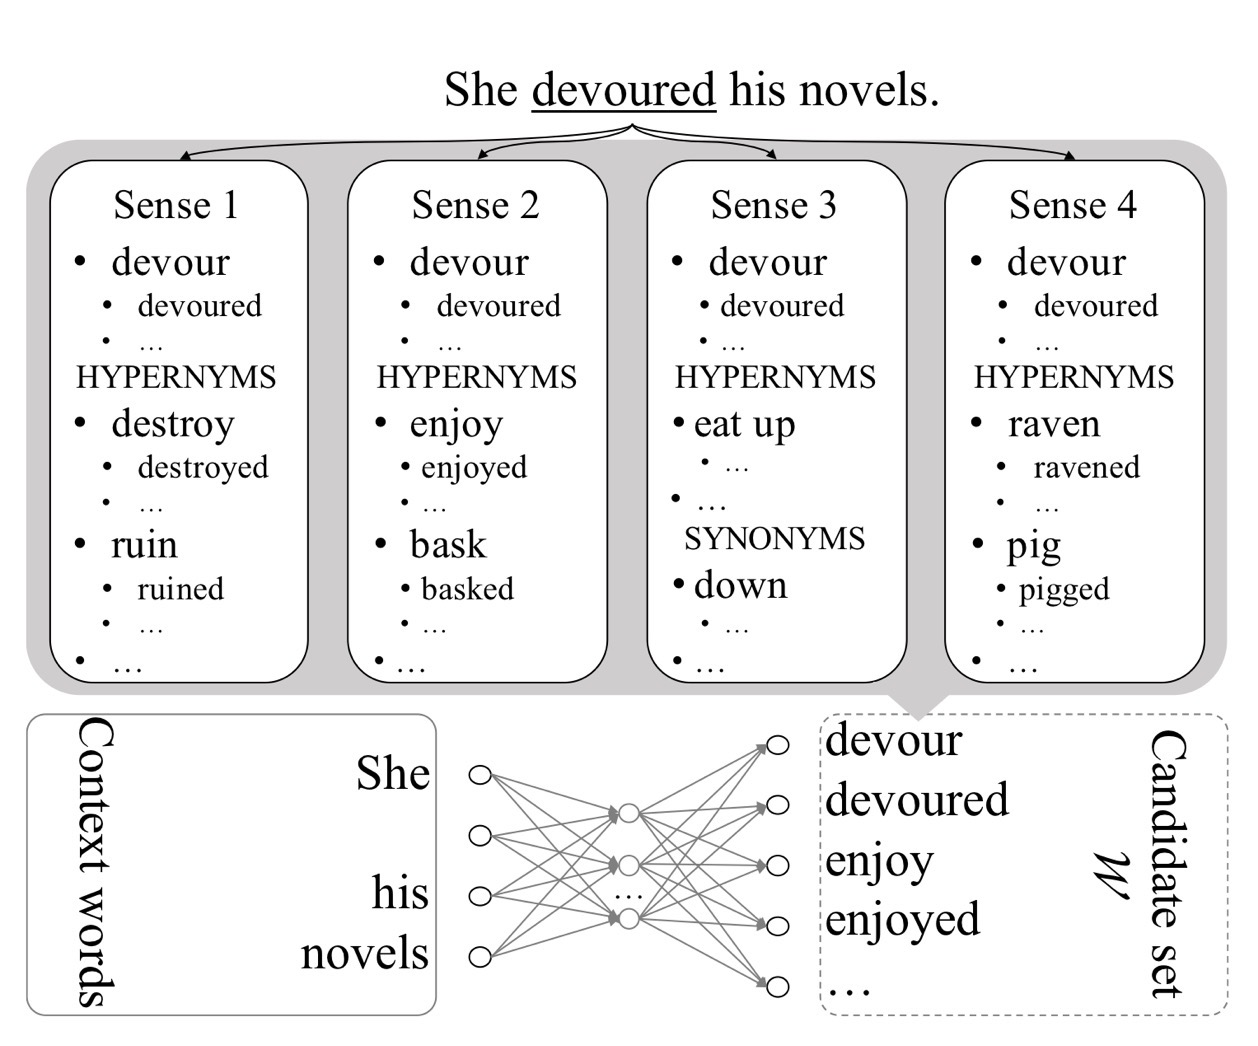 She devoured his novels.
Sense 1
• devour
• devoured
• …
HYPERNYMS
• destroy
• destroyed
• …
• ruin
• ruined
• …
• …
Sense 2
• devour
• devoured
• …
HYPERNYMS
• enjoy
• enjoyed
• …
• bask
• basked
• …
• …
Sense 3
• devour
• devoured
• …
HYPERNYMS
• eat up
• …
• …
SYNONYMS
• down
• …
• …
Sense 4
• devour
• devoured
• …
HYPERNYMS
• raven
• ravened
• …
• pig
• pigged
• …
• …
Context words
She
his
novels
…
devour
devoured
enjoy
enjoyed
…
Candidate set
W